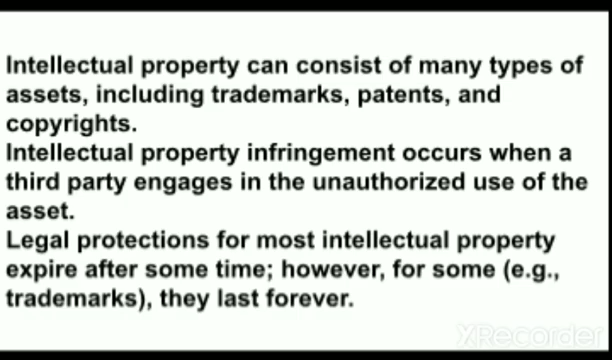 Intellectual property can consist of many types of
assets, including trademarks, patents, and
copyrights.
Intellectual property infringement occurs when a
third party engages in the unauthorized use of the
asset.
Legal protections for most intellectual property
expire after some time; however, for some (e.g.,
trademarks), they last forever.
XRecorder